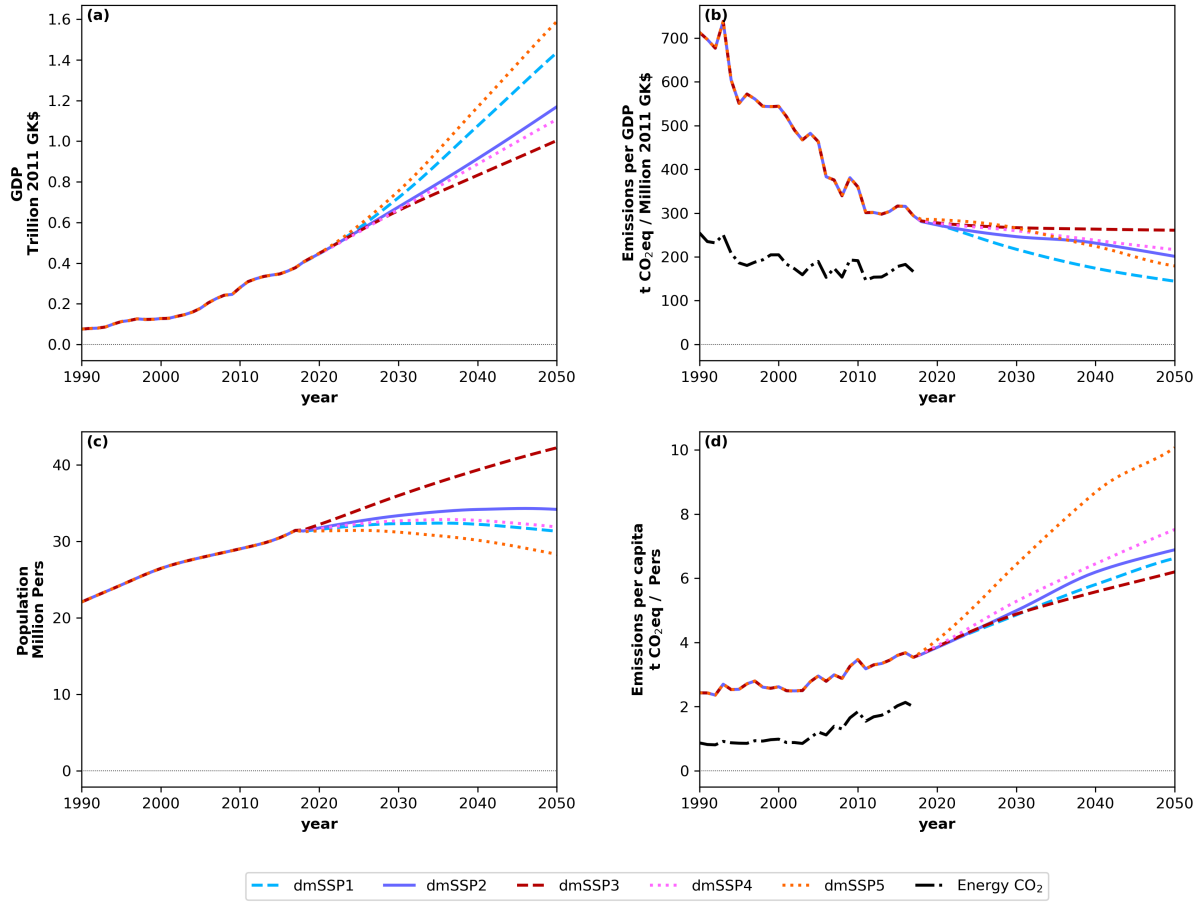 (a)
1.6
1.4
1.2
1.0
0.8
0.6
0.4
0.2
0.0
GDP
Trillion 2011 GK$
1990 2000 2010 2020 2030 2040 2050
year
(b)
700
600
500
400
300
200
100
0
Emissions per GDP
t CO₂eq / Million 2011 GK$
1990 2000 2010 2020 2030 2040 2050
year
(c)
40
30
20
10
0
Population
Million Pers
1990 2000 2010 2020 2030 2040 2050
year
(d)
10
8
6
4
2
0
Emissions per capita
t CO₂eq / Pers
1990 2000 2010 2020 2030 2040 2050
year
dmSSP1 dmSSP2 dmSSP3 dmSSP4 dmSSP5 Energy CO₂